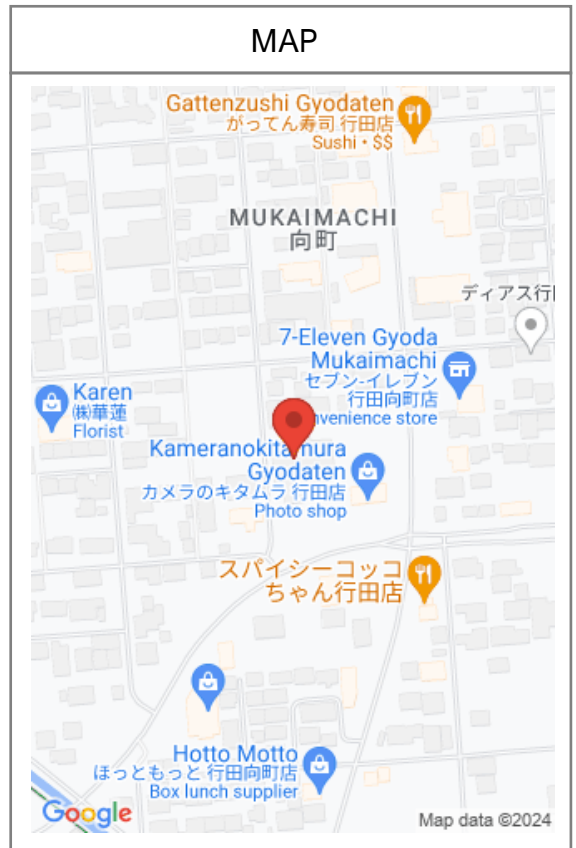 MAP
Gattenzushi Gyodaten
がってん寿司 行田店
Sushi • $$
MUKAIMACHI
向町
ディアス行
7-Eleven Gyoda
Mukaimachi
セブン-イレブン
行田向町店
nvenience store
Karen
㈱華蓮
Florist
Kameranokitamura
Gyodaten
カメラのキタムラ 行田店
Photo shop
スパイシーコッコ
ちゃん行田店
Hotto Motto
ほっともっと 行田向町店
Box lunch supplier
Google
Map data ©2024